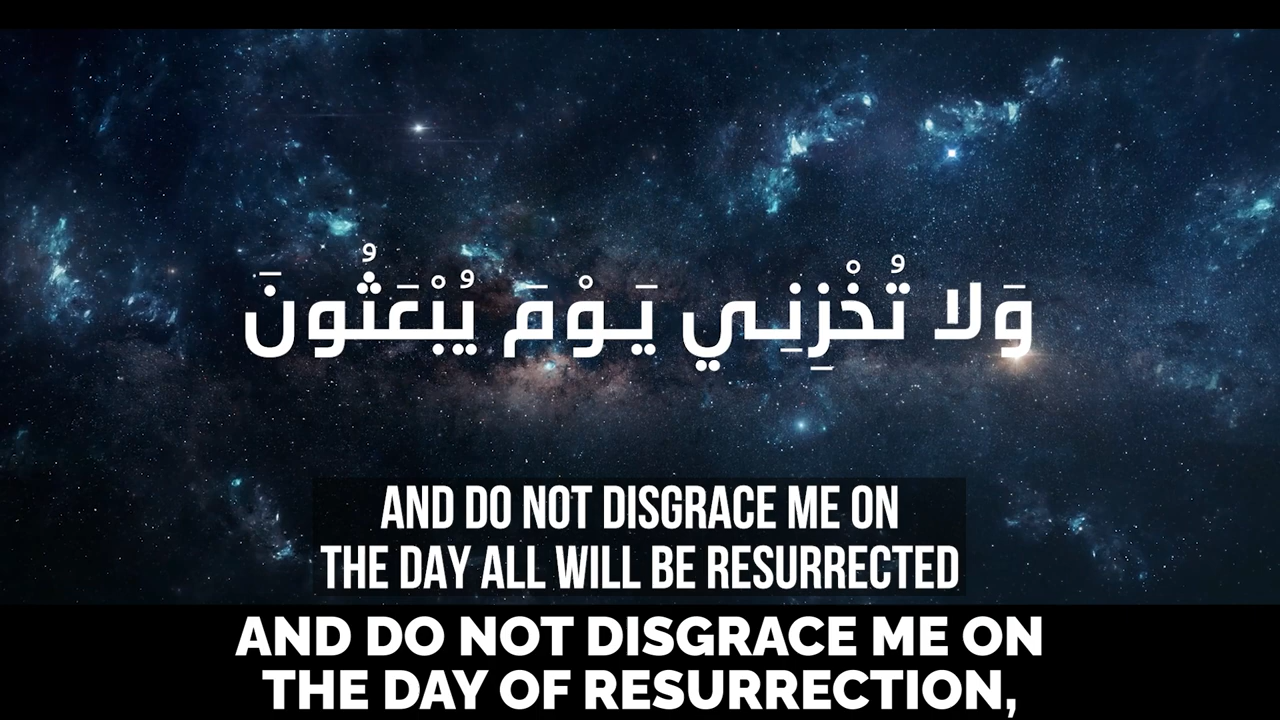 وَلا تُخْزِنِي يَوْمَ يُبْعَثُونَ
AND DO NOT DISGRACE ME ON
THE DAY ALL WILL BE RESURRECTED
AND DO NOT DISGRACE ME ON
THE DAY OF RESURRECTION,